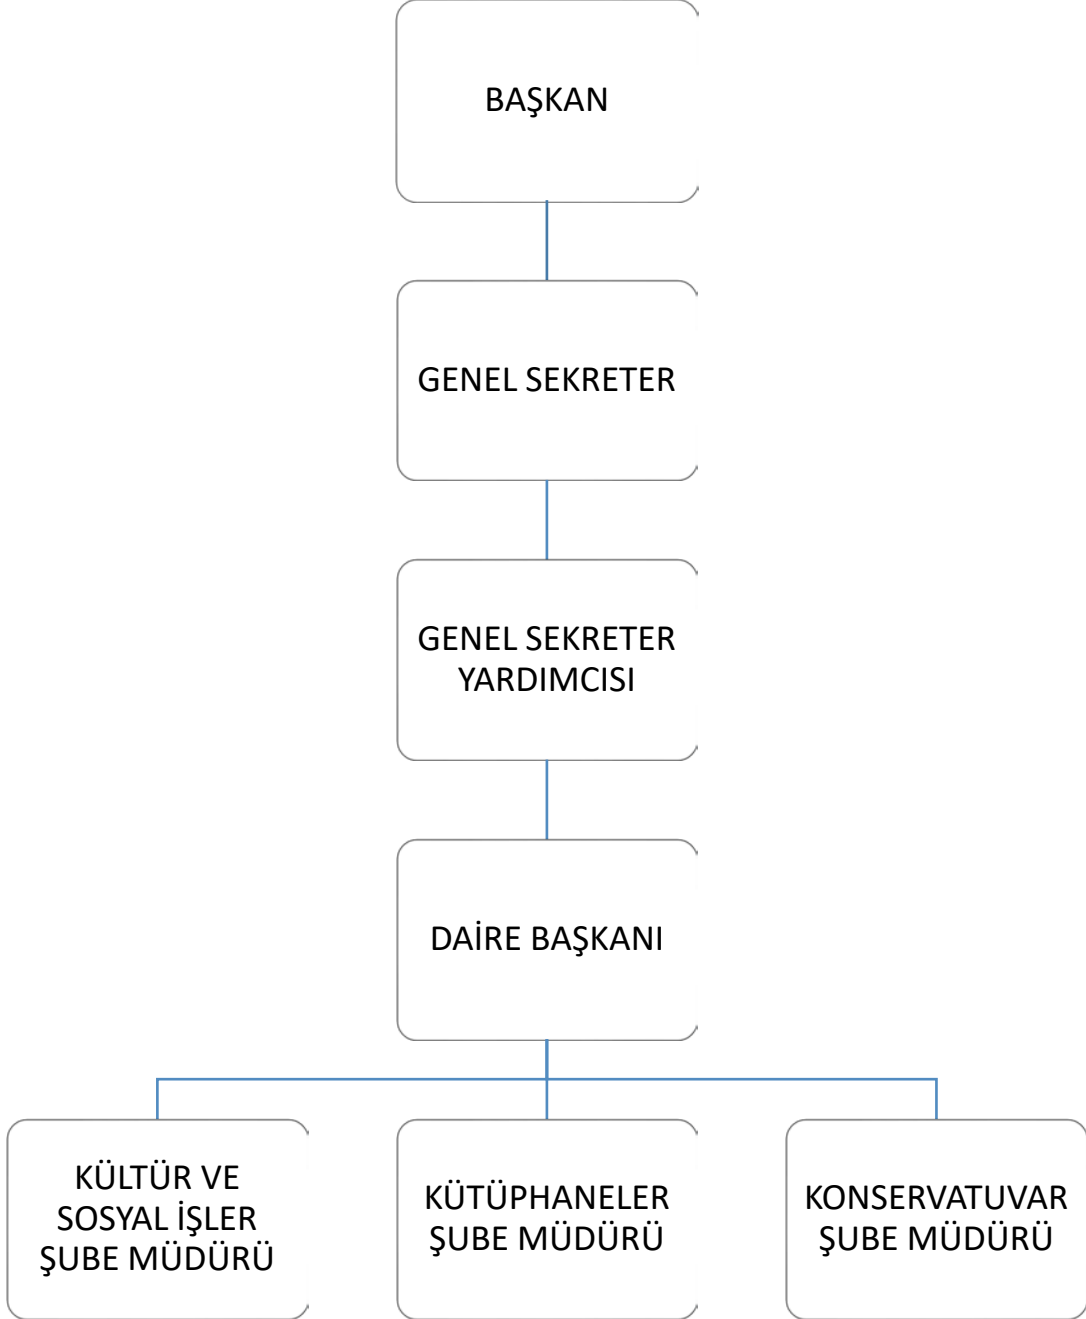 BAŞKAN
GENEL SEKRETER
GENEL SEKRETER
YARDIMCISI
DAİRE BAŞKANI
KÜLTÜR VE
SOSYAL İŞLER
ŞUBE MÜDÜRÜ
KÜTÜPHANELER
ŞUBE MÜDÜRÜ
KONSERVATUVAR
ŞUBE MÜDÜRÜ